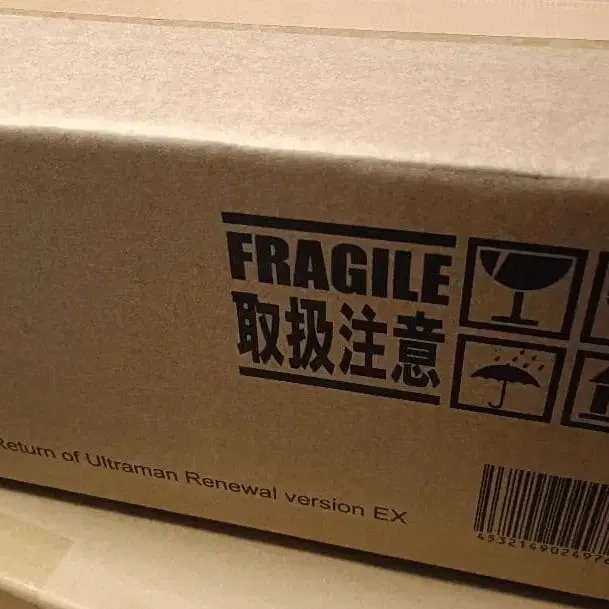 FRAGILE
取扱注意
Return of Ultraman Renewal version EX